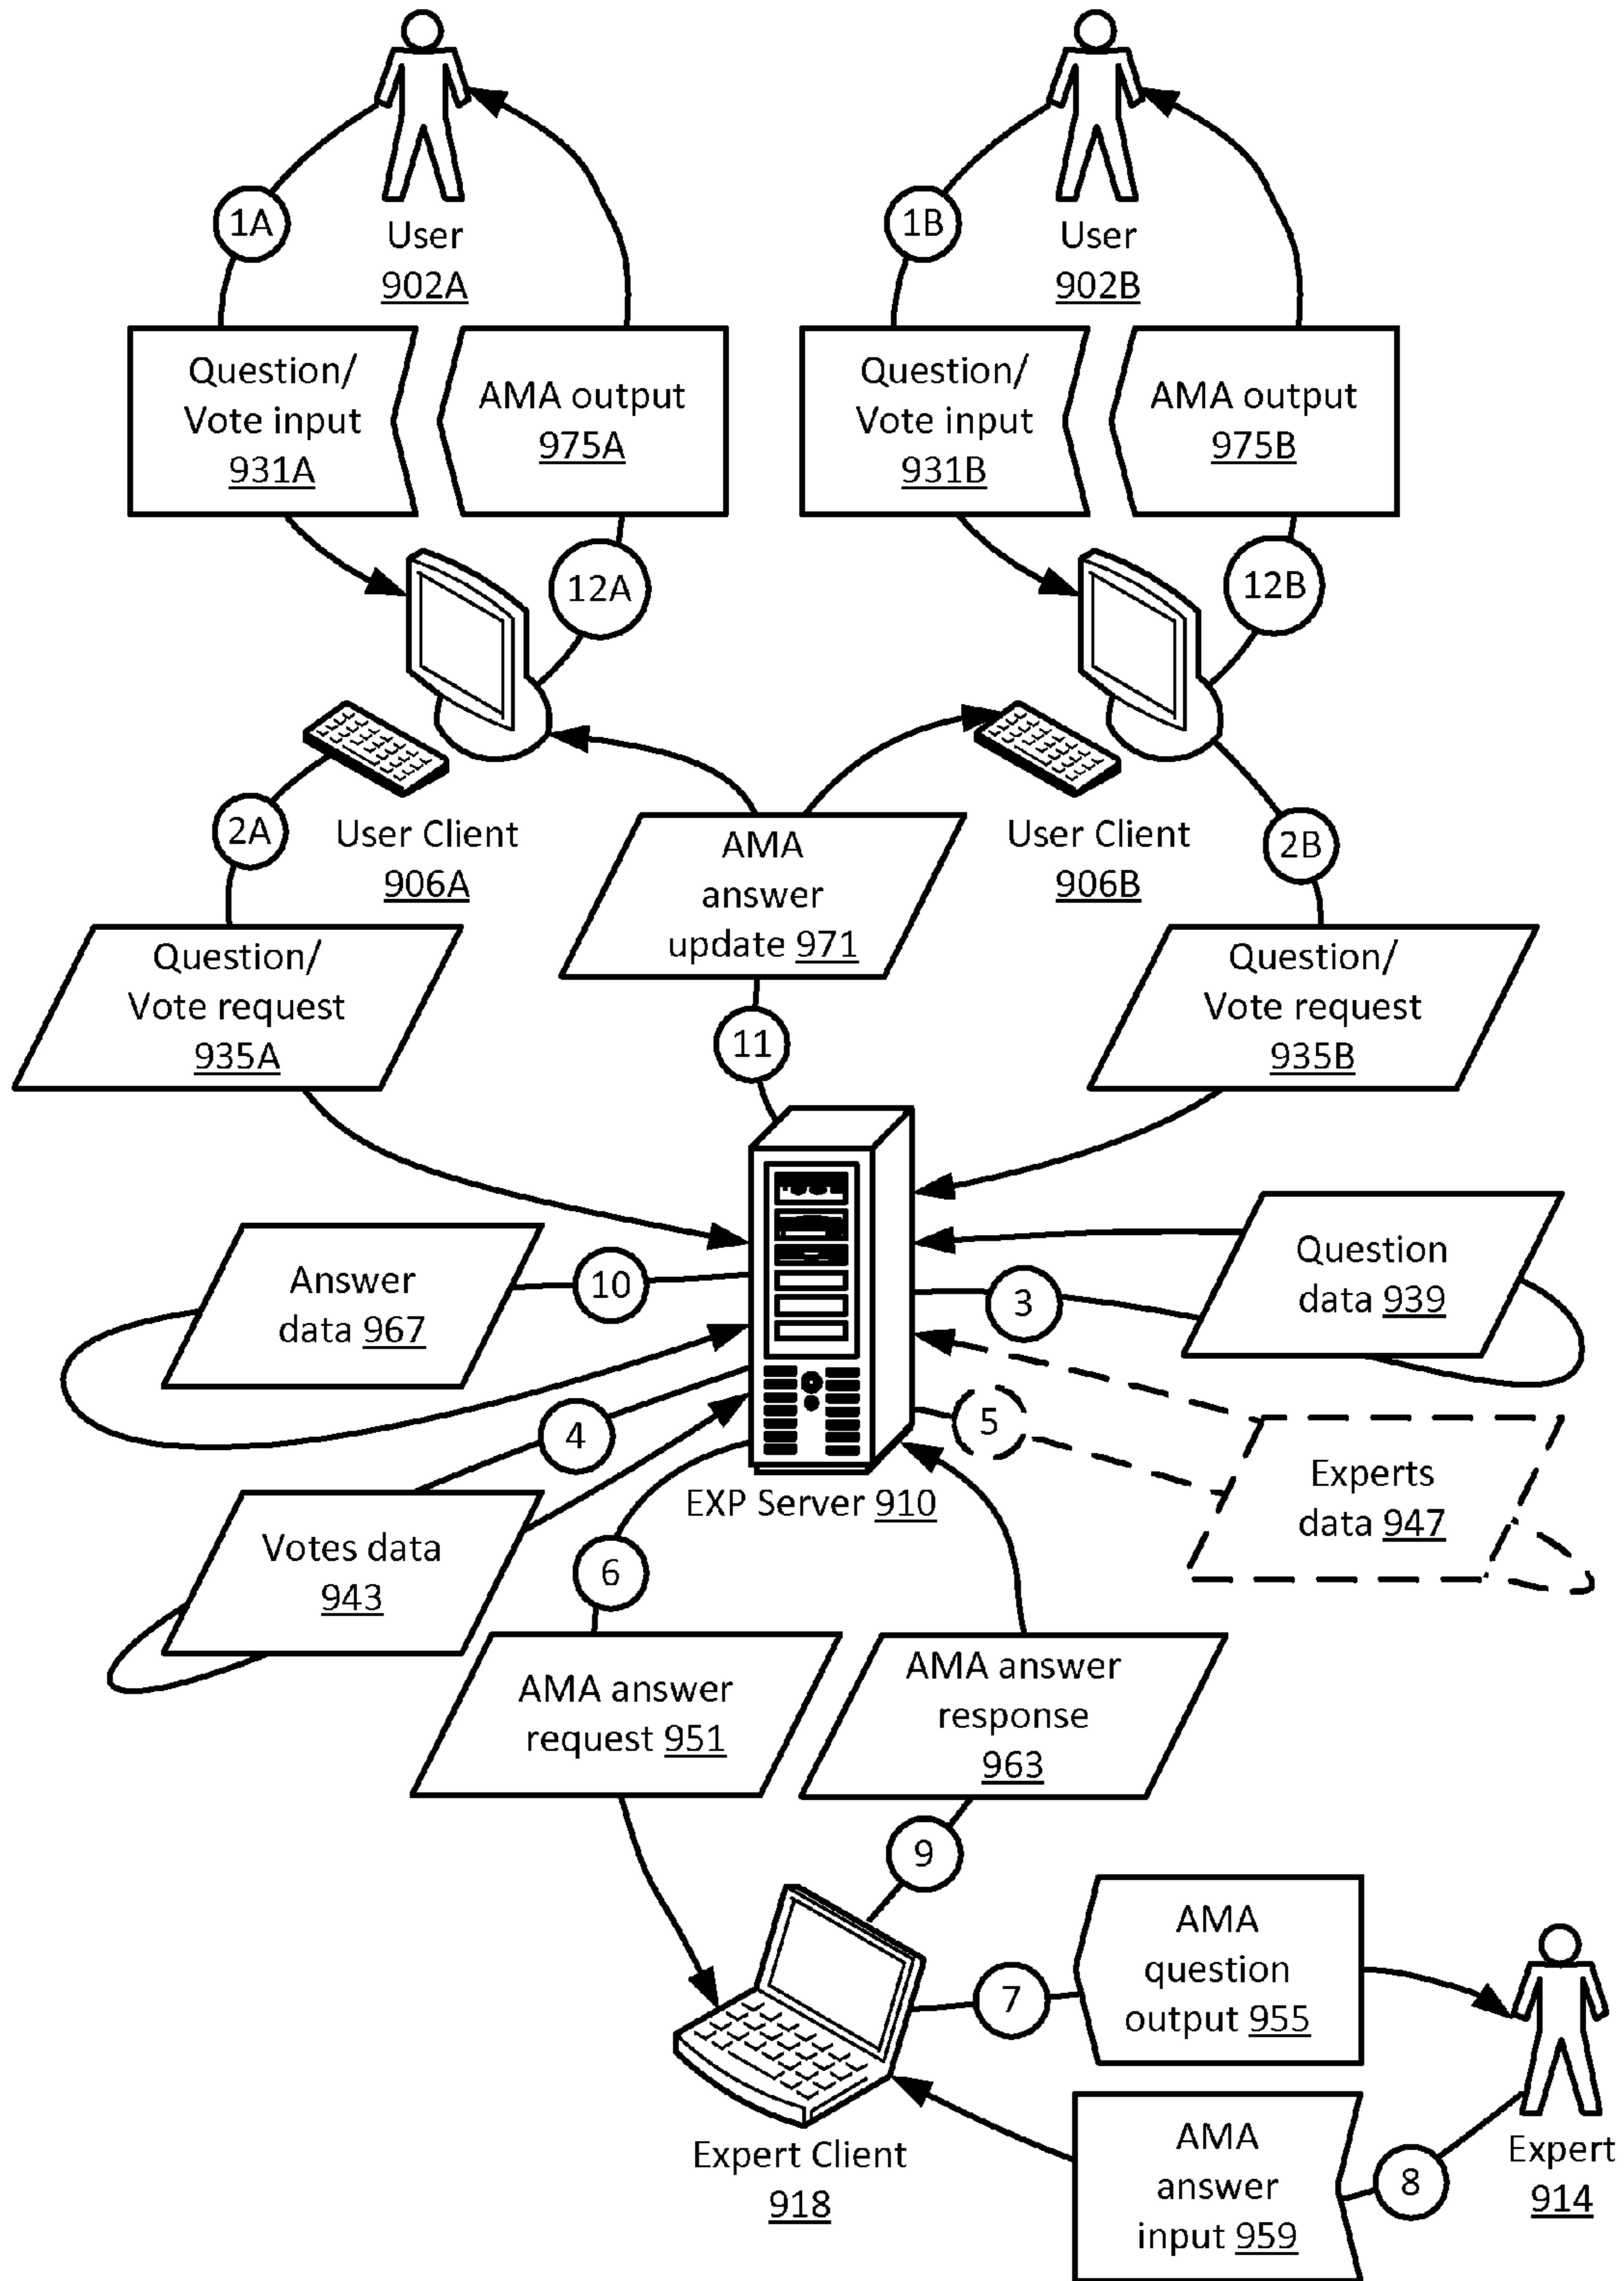 1A
User
902A
1B
User
902B
Question/
Vote input
931A
AMA output
975A
Question/
Vote input
931B
AMA output
975B
12A
12B
2A
User Client
906A
AMA
answer
update 971
User Client
906B
2B
Question/
Vote request
935A
11
Question/
Vote request
935B
Answer
data 967
10
3
Question
data 939
4
5
EXP Server 910
Experts
data 947
Votes data
943
6
AMA answer
request 951
AMA answer
response
963
9
7
AMA
question
output 955
Expert Client
918
AMA
answer
input 959
8
Expert
914